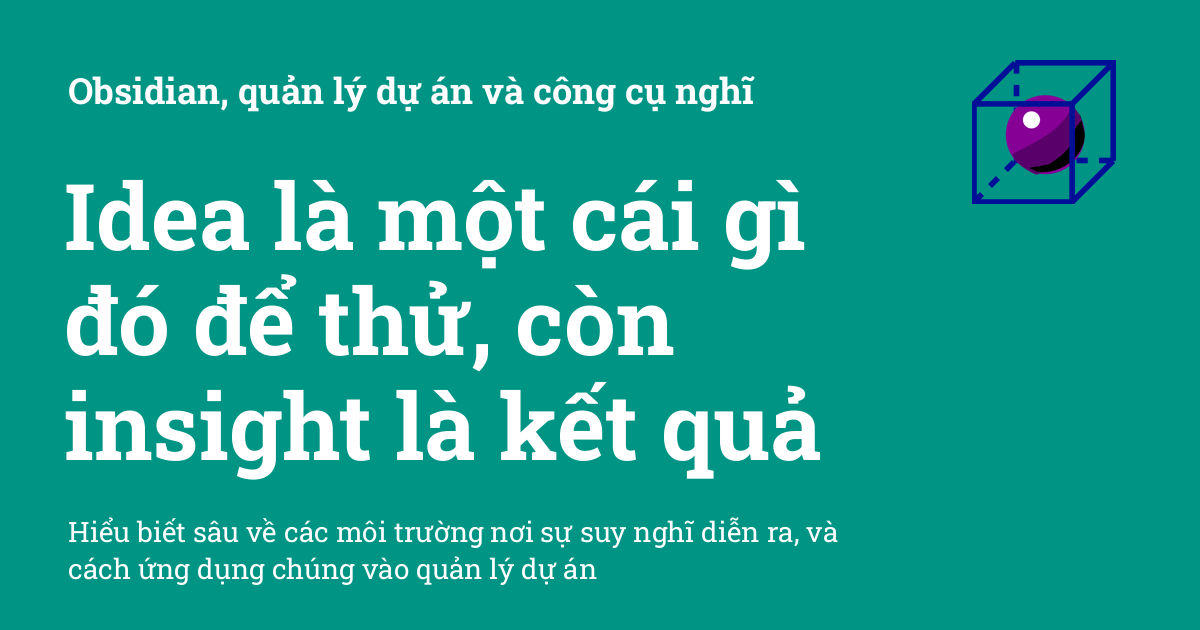 Obsidian, quản lý dự án và công cụ nghĩ
Idea là một cái gì
đó để thử, còn
insight là kết quả
Hiểu biết sâu về các môi trường nơi sự suy nghĩ diễn ra, và
cách ứng dụng chúng vào quản lý dự án